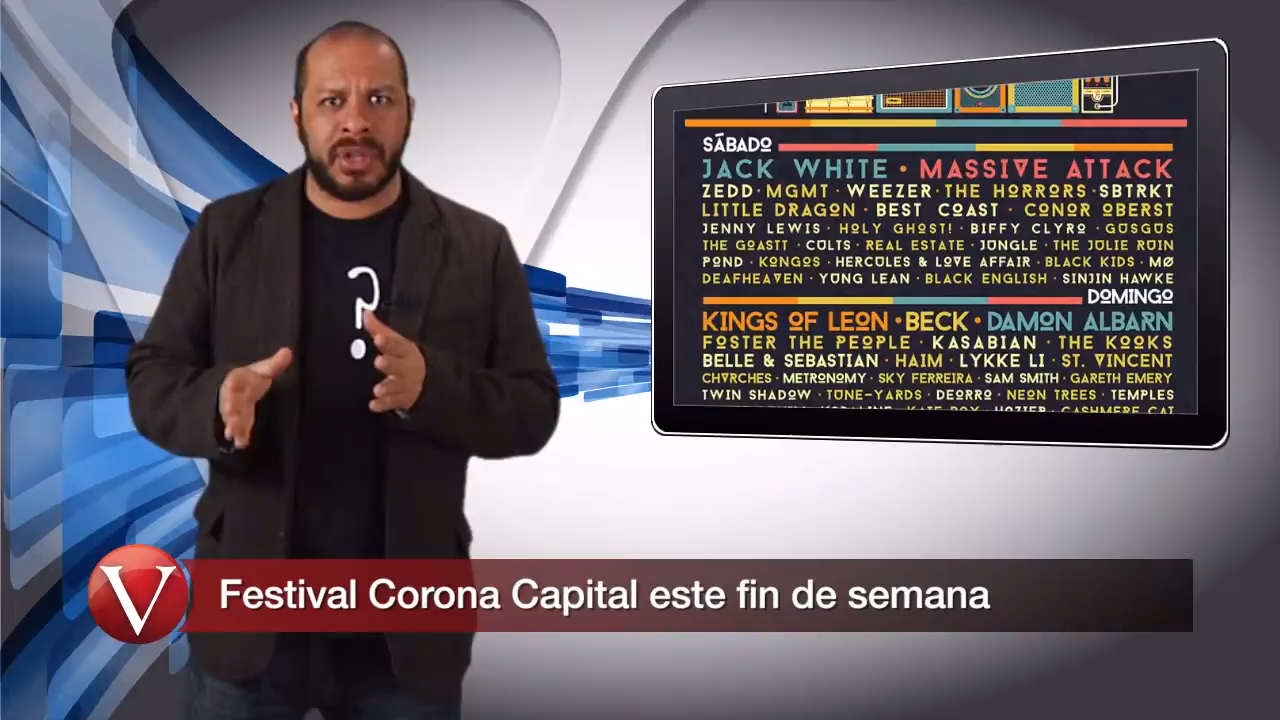 ?
SÁBADO
JACK WHITE • MASSIVE ATTACK
ZEDD · MGMT · WEEZER · THE HORRORS · SBTRKT
LITTLE DRAGON · BEST COAST · CONOR OBERST
JENNY LEWIS · HOLY GHOST! · BIFFY CLYRO · GUSGUS
THE GOASTT · CULTS · REAL ESTATE · JUNGLE · THE JULIE RUIN
POND · KONGOS · HERCULES & LOVE AFFAIR · BLACK KIDS · MØ
DEAFHEAVEN · YUNG LEAN · BLACK ENGLISH · SINJIN HAWKE
DOMINGO
KINGS OF LEON • BECK • DAMON ALBARN
FOSTER THE PEOPLE · KASABIAN · THE KOOKS
BELLE & SEBASTIAN · HAIM · LYKKE LI · ST. VINCENT
CHVRCHES · METRONOMY · SKY FERREIRA · SAM SMITH · GARETH EMERY
TWIN SHADOW · TUNE-YARDS · DEORRO · NEON TREES · TEMPLES
HOZIER · CASHMERE CAT
V Festival Corona Capital este fin de semana